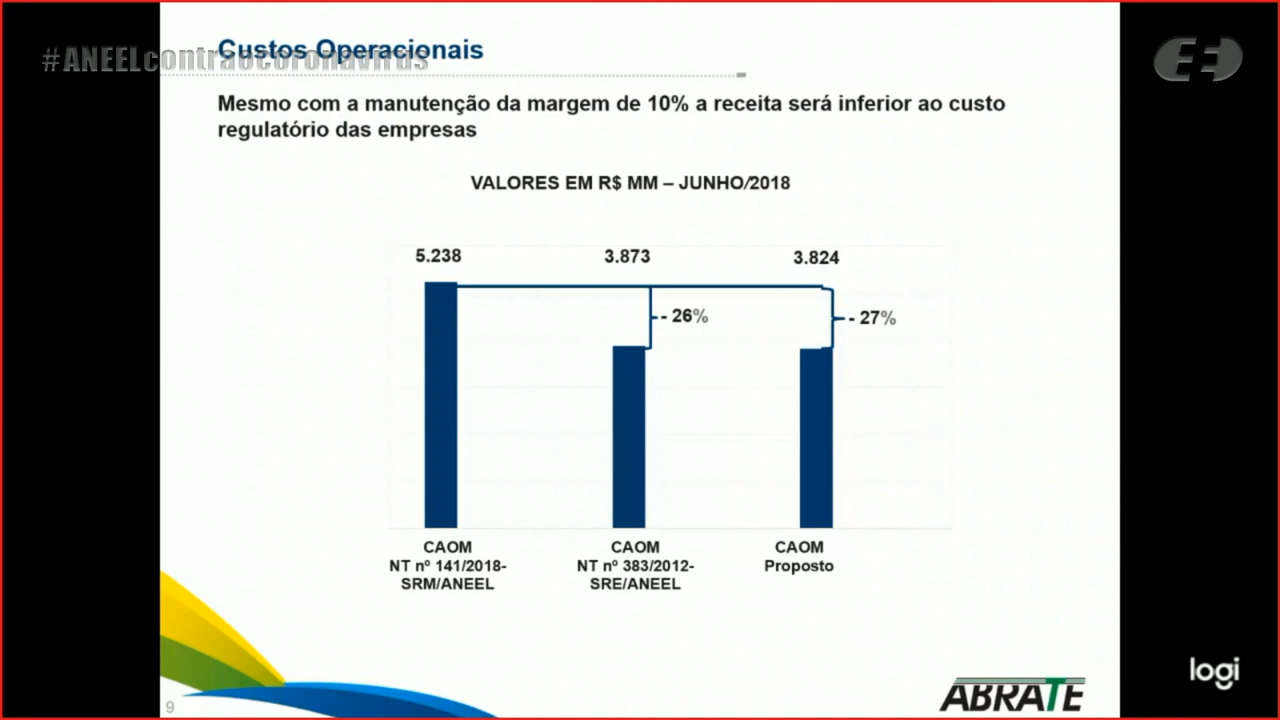 #ANEELcontraocoronavirus
Custos Operacionais
Mesmo com a manutenção da margem de 10% a receita será inferior ao custo
regulatório das empresas
VALORES EM R$ MM – JUNHO/2018
5.238 3.873 3.824
- 26% - 27%
CAOM CAOM CAOM
NT nº 141/2018- NT nº 383/2012- Proposto
SRM/ANEEL SRE/ANEEL
logi
ABRATE
9